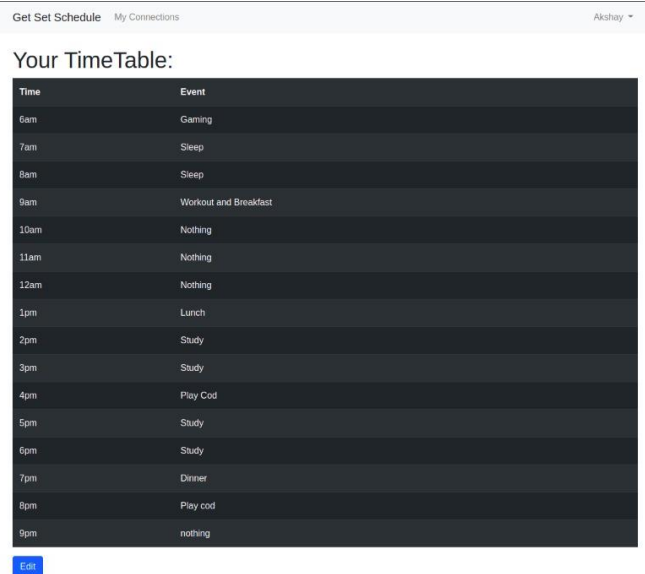 Get Set Schedule My Connections Akshay
Your TimeTable:
Time Event
6am Gaming
7am Sleep
8am Sleep
9am Workout and Breakfast
10am Nothing
11am Nothing
12am Nothing
1pm Lunch
2pm Study
3pm Study
4pm Play Cod
5pm Study
6pm Study
7pm Dinner
8pm Play cod
9pm nothing
Edit